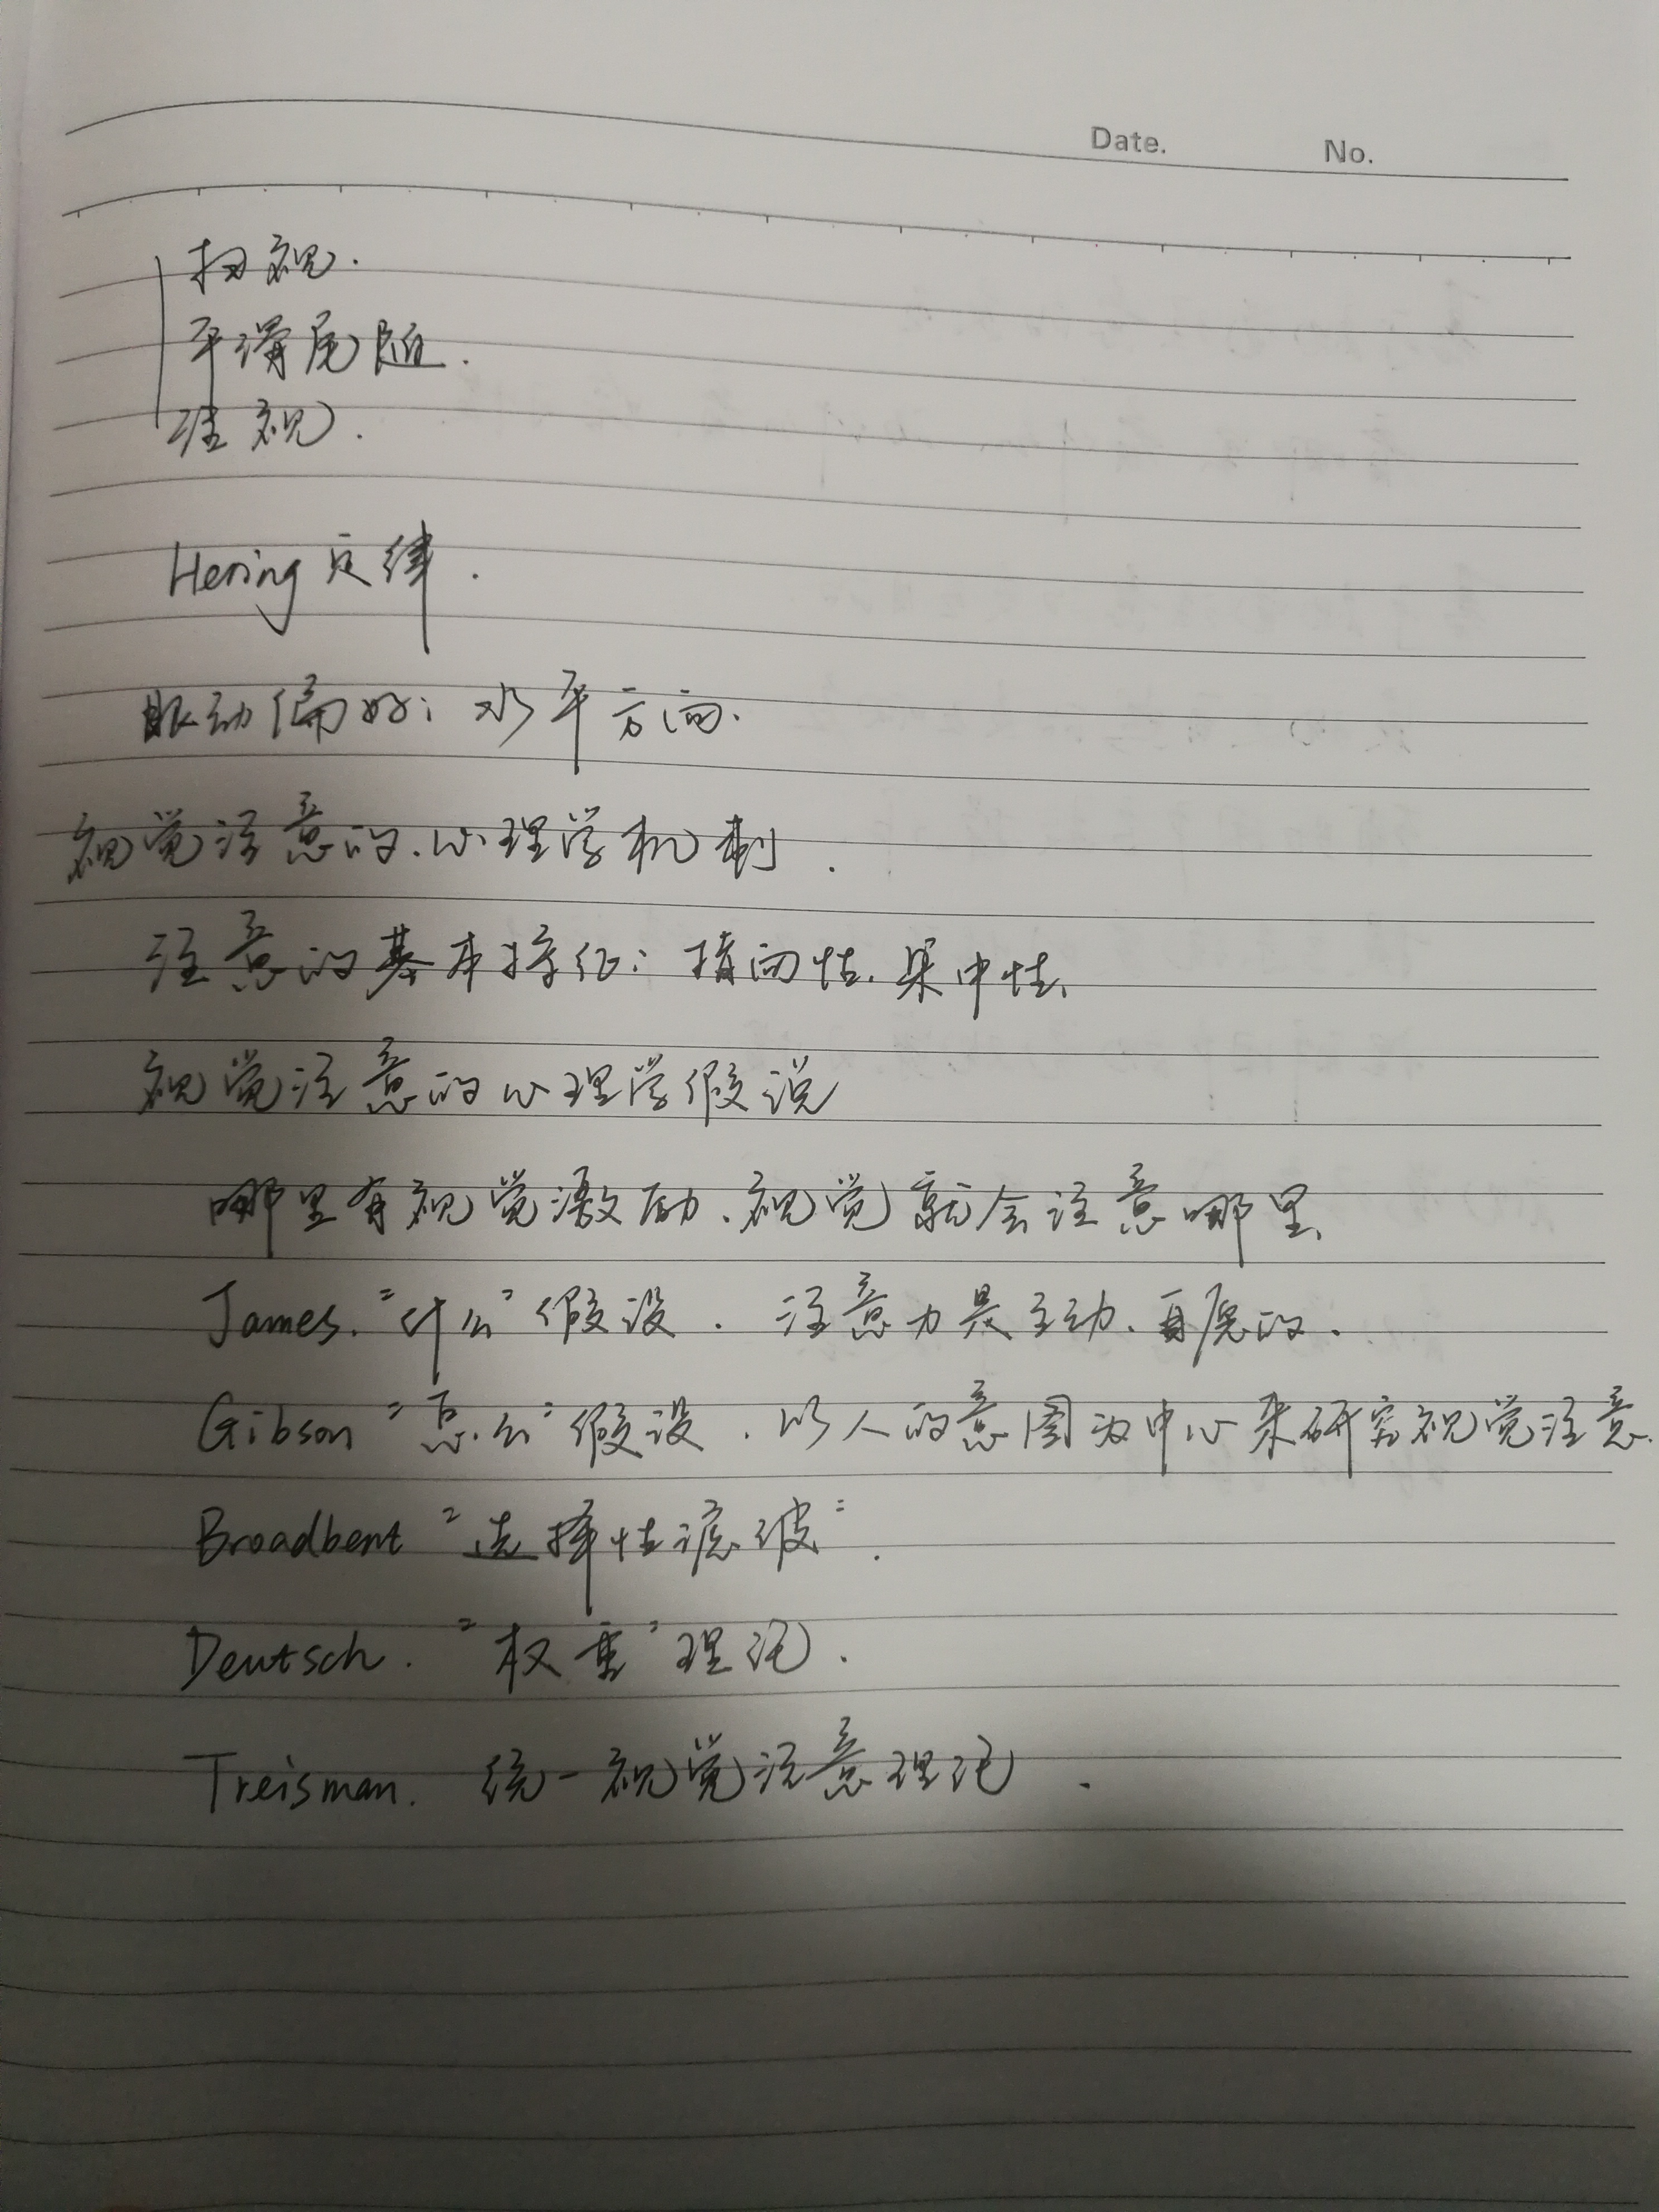 Date. No.
扫视.
平滑尾随.
注视.
Hering 定律.
眼动偏好: 水平方向.
视觉注意的心理学机制.
注意的基本特征: 指向性、集中性、
视觉注意的心理学假说
哪里有视觉激励、视觉就会注意哪里、
James. "什么"假设. 注意力是主动、自愿的.
Gibson "怎么"假设. 以人的意图为中心来研究视觉注意.
Broadbent "选择性滤波".
Deutsch. "权重"理论.
Treisman. 统一视觉注意理论.